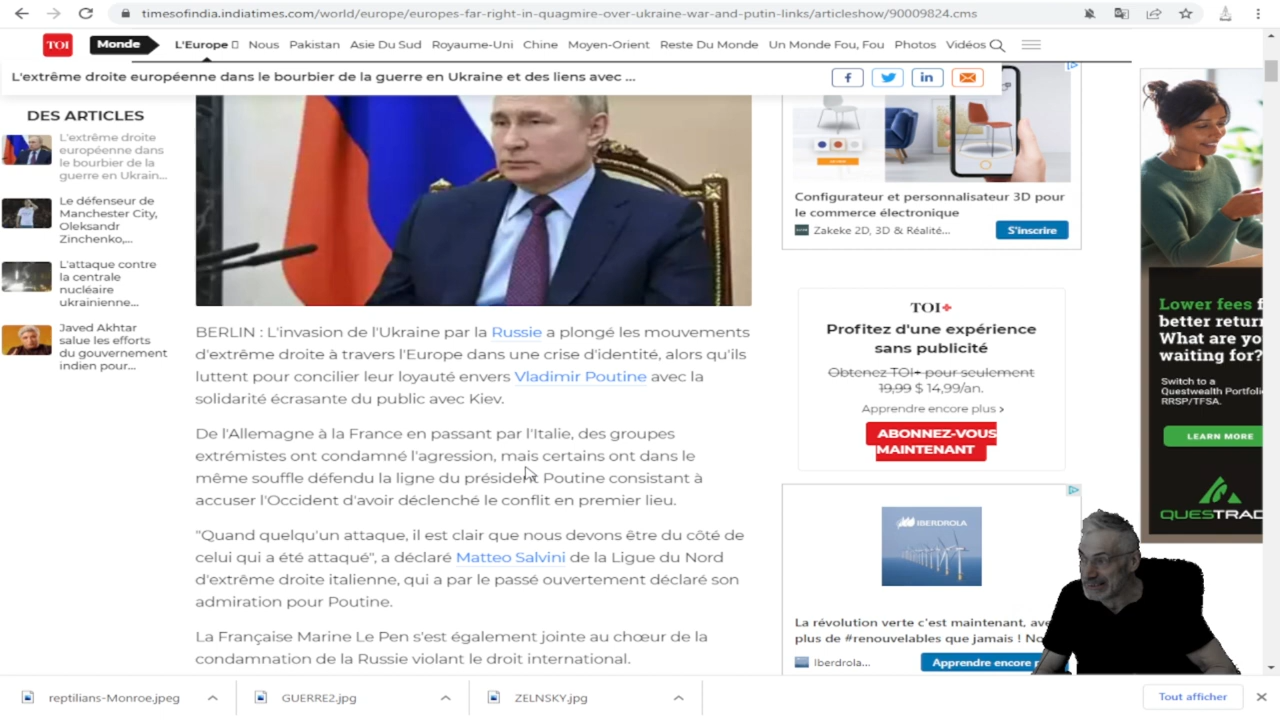 timesofindia.indiatimes.com/world/europe/europes-far-right-in-quagmire-over-ukraine-war-and-putin-links/articleshow/90009824.cms
TOI Monde L'Europe Nous Pakistan Asie Du Sud Royaume-Uni Chine Moyen-Orient Reste Du Monde Un Monde Fou, Fou Photos Vidéos
L'extrême droite européenne dans le bourbier de la guerre en Ukraine et des liens avec ...
DES ARTICLES
L'extrême droite
européenne dans
le bourbier de la
guerre en Ukrain...
Le défenseur de
Manchester City,
Oleksandr
Zinchenko,...
L'attaque contre
la centrale
nucléaire
ukrainienne...
Javed Akhtar
salue les efforts
du gouvernement
indien pour...
BERLIN : L'invasion de l'Ukraine par la Russie a plongé les mouvements
d'extrême droite à travers l'Europe dans une crise d'identité, alors qu'ils
luttent pour concilier leur loyauté envers Vladimir Poutine avec la
solidarité écrasante du public avec Kiev.
De l'Allemagne à la France en passant par l'Italie, des groupes
extrémistes ont condamné l'agression, mais certains ont dans le
même souffle défendu la ligne du président Poutine consistant à
accuser l'Occident d'avoir déclenché le conflit en premier lieu.
"Quand quelqu'un attaque, il est clair que nous devons être du côté de
celui qui a été attaqué", a déclaré Matteo Salvini de la Ligue du Nord
d'extrême droite italienne, qui a par le passé ouvertement déclaré son
admiration pour Poutine.
La Française Marine Le Pen s'est également jointe au chœur de la
condamnation de la Russie violant le droit international.
Configurateur et personnalisateur 3D pour
le commerce électronique
Zakeke 2D, 3D & Réalité... S'inscrire
TOI+
Profitez d'une expérience
sans publicité
Obtenez TOI+ pour seulement
19,99 $ 14,99/an.
Apprendre encore plus >
ABONNEZ-VOUS
MAINTENANT
IBERDROLA
La révolution verte c'est maintenant, ave
plus de #renouvelables que jamais ! No
Iberdrola... Apprendre encore p
Lower fees f
better return
What are yo
waiting for?
Switch to a
Questwealth Portfolio
RRSP/TFSA.
LEARN MORE
QUESTRAD
reptilians-Monroe.jpeg GUERRE2.jpg ZELNSKY.jpg Tout afficher